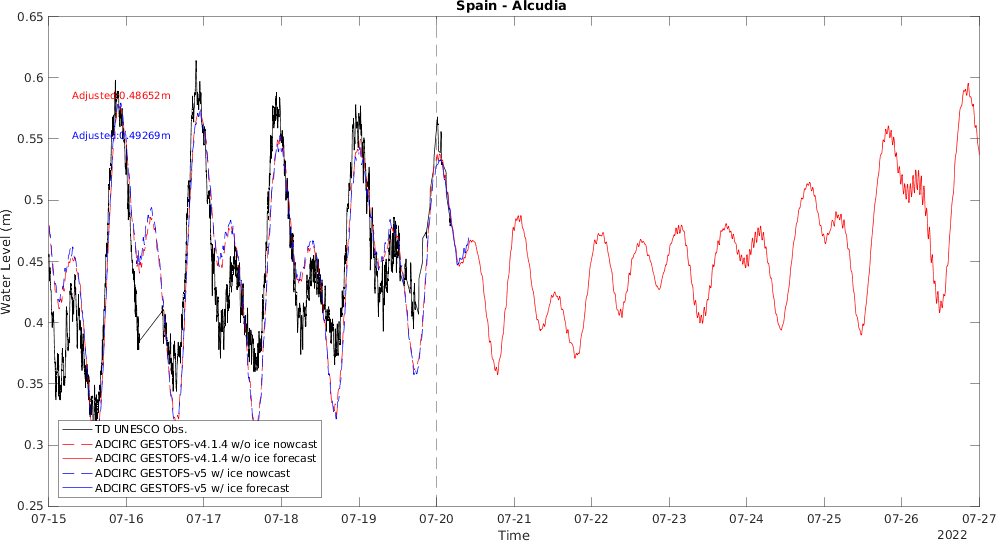 Spain - Alcudia
0.65
0.6
0.55
0.5
0.45
0.4
0.35
0.3
0.25
Water Level (m)
Adjusted:0.48652m
Adjusted:0.49269m
TD UNESCO Obs.
ADCIRC GESTOFS-v4.1.4 w/o ice nowcast
ADCIRC GESTOFS-v4.1.4 w/o ice forecast
ADCIRC GESTOFS-v5 w/ ice nowcast
ADCIRC GESTOFS-v5 w/ ice forecast
07-15 07-16 07-17 07-18 07-19 07-20 07-21 07-22 07-23 07-24 07-25 07-26 07-27
Time
2022